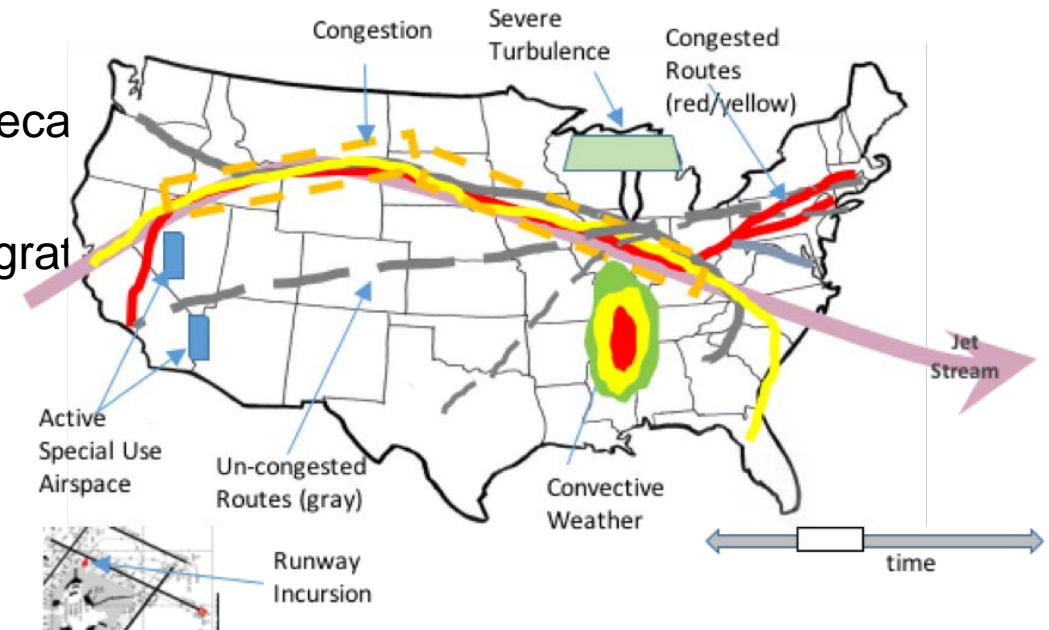 Congestion
Severe
Turbulence
Congested
Routes
(red/yellow)
eca
grat
Jet
Stream
Active
Special Use
Airspace
Un-congested
Routes (gray)
Convective
Weather
time
Runway
Incursion